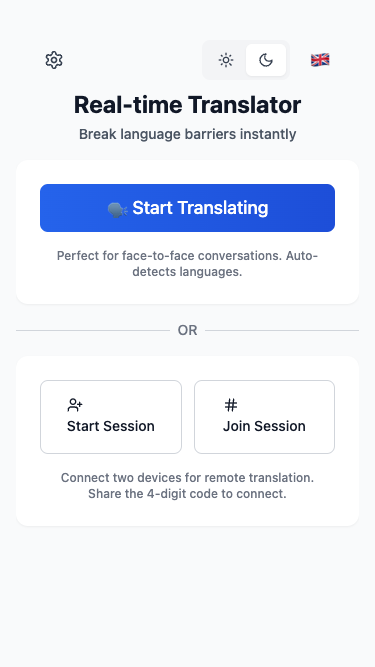 Real-time Translator
Break language barriers instantly
Start Translating
Perfect for face-to-face conversations. Auto-
detects languages.
OR
Start Session
Join Session
Connect two devices for remote translation.
Share the 4-digit code to connect.